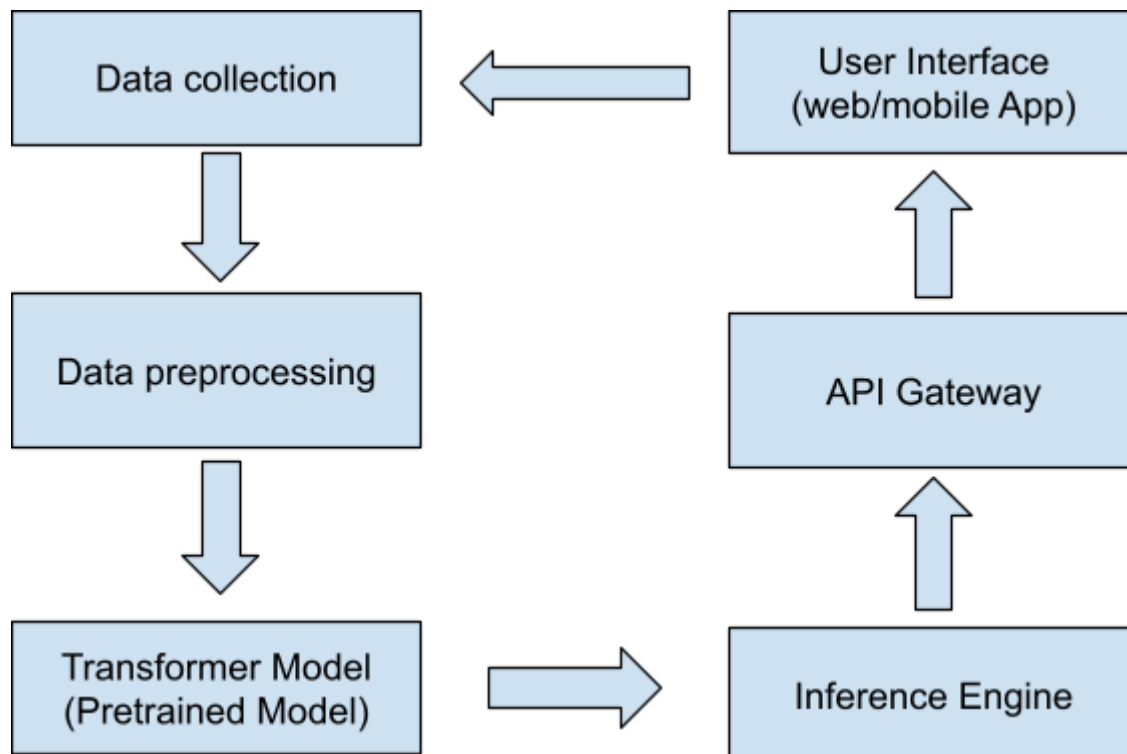 Data collection
User Interface
(web/mobile App)
Data preprocessing
API Gateway
Transformer Model
(Pretrained Model)
Inference Engine